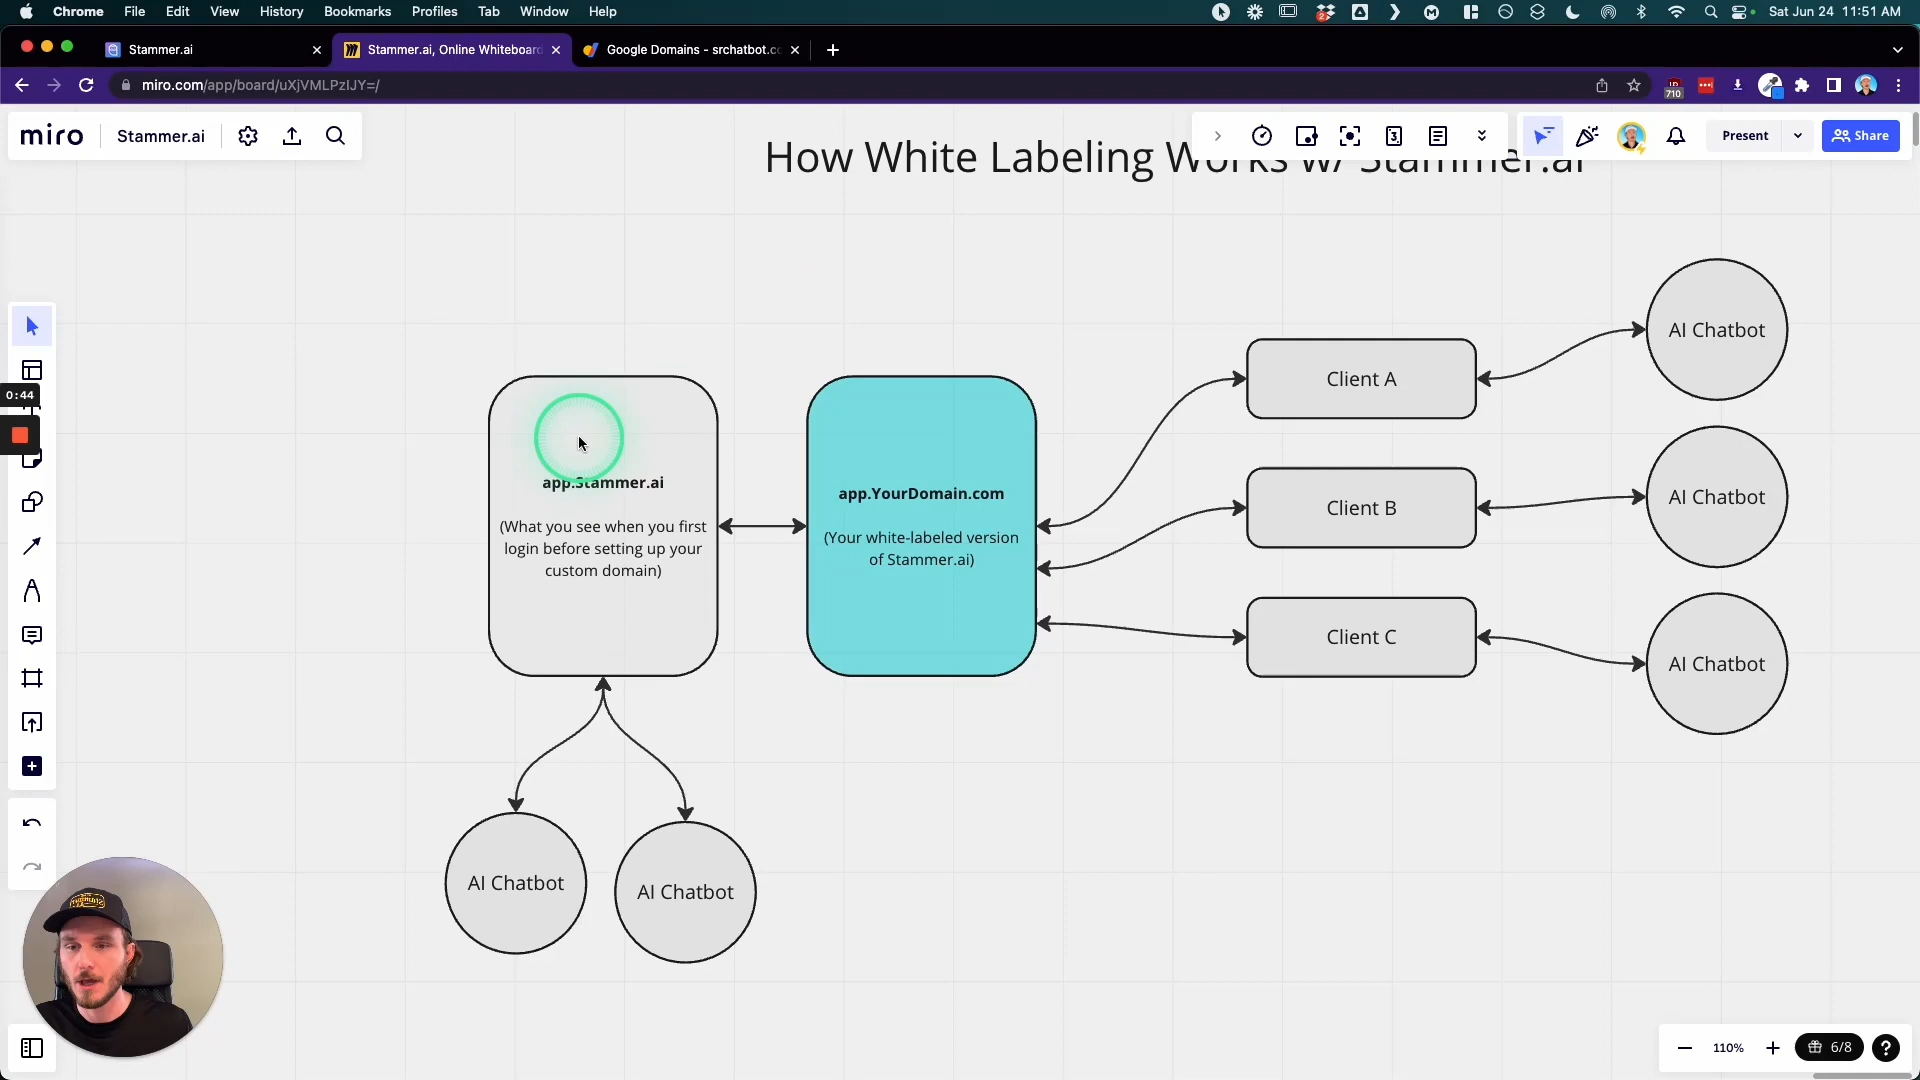 Chrome File Edit View History Bookmarks Profiles Tab Window Help
Sat Jun 24 11:51 AM
Stammer.ai
Stammer.ai, Online Whiteboard
Google Domains - srchatbot.cc
miro.com/app/board/uXjVMLPzIJY=/
710
miro
Stammer.ai
Present
Share
How White Labeling Works w/ Stammer.ai
0:44
app.Stammer.ai
(What you see when you first
login before setting up your
custom domain)
app.YourDomain.com
(Your white-labeled version
of Stammer.ai)
Client A
Client B
Client C
AI Chatbot
AI Chatbot
AI Chatbot
AI Chatbot
AI Chatbot
110%
6/8